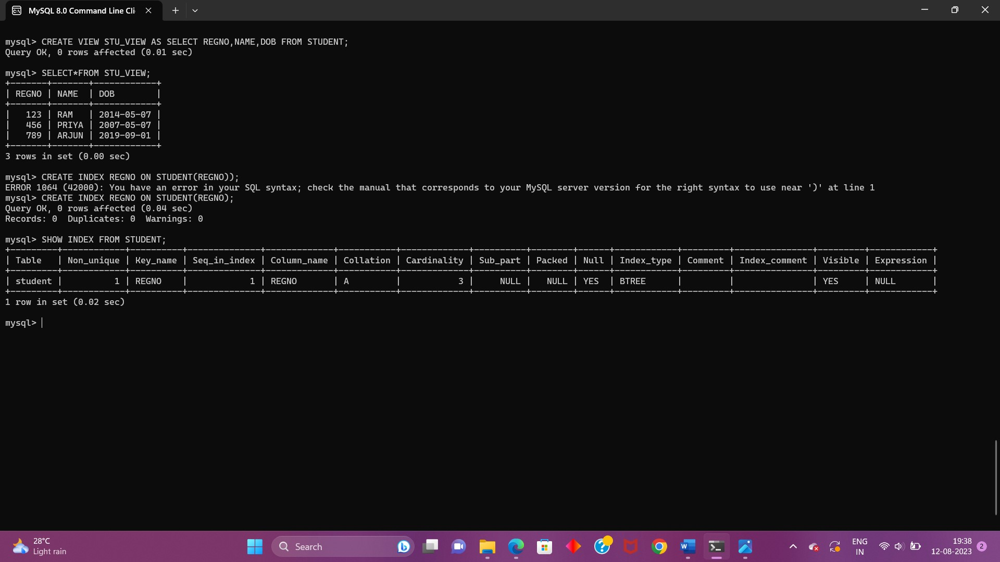 MySQL 8.0 Command Line Cli
mysql> CREATE VIEW STU_VIEW AS SELECT REGNO,NAME,DOB FROM STUDENT;
Query OK, 0 rows affected (0.01 sec)
mysql> SELECT*FROM STU_VIEW;
+-------+-------+------------+
| REGNO | NAME  | DOB        |
+-------+-------+------------+
|   123 | RAM   | 2014-05-07 |
|   456 | PRIYA | 2007-05-07 |
|   789 | ARJUN | 2019-09-01 |
+-------+-------+------------+
3 rows in set (0.00 sec)
mysql> CREATE INDEX REGNO ON STUDENT(REGNO));
ERROR 1064 (42000): You have an error in your SQL syntax; check the manual that corresponds to your MySQL server version for the right syntax to use near ')' at line 1
mysql> CREATE INDEX REGNO ON STUDENT(REGNO);
Query OK, 0 rows affected (0.04 sec)
Records: 0  Duplicates: 0  Warnings: 0
mysql> SHOW INDEX FROM STUDENT;
+---------+------------+----------+--------------+-------------+-----------+-------------+----------+--------+------+------------+---------+---------------+---------+------------+
| Table   | Non_unique | Key_name | Seq_in_index | Column_name | Collation | Cardinality | Sub_part | Packed | Null | Index_type | Comment | Index_comment | Visible | Expression |
+---------+------------+----------+--------------+-------------+-----------+-------------+----------+--------+------+------------+---------+---------------+---------+------------+
| student |          1 | REGNO    |            1 | REGNO       | A         |           3 |     NULL |   NULL | YES  | BTREE      |         |               | YES     | NULL       |
+---------+------------+----------+--------------+-------------+-----------+-------------+----------+--------+------+------------+---------+---------------+---------+------------+
1 row in set (0.02 sec)
mysql>
28°C
Light rain
Search
ENG
IN
19:38
12-08-2023
2